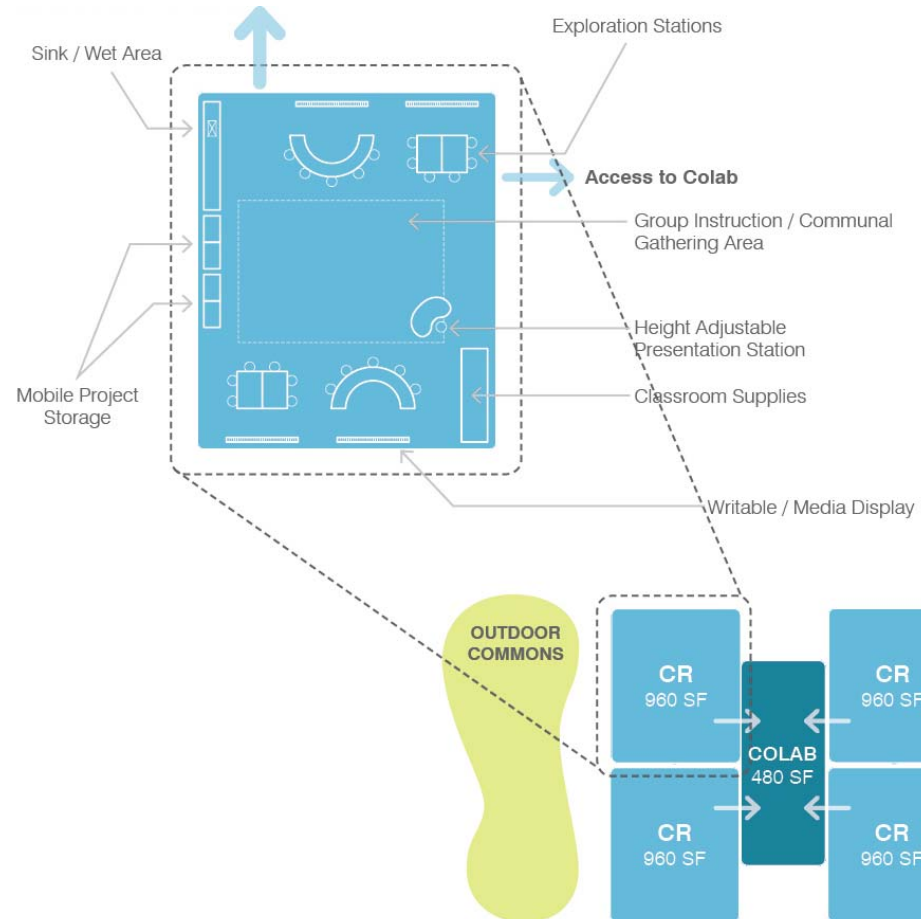 Exploration Stations
Sink / Wet Area
Access to Colab
Group Instruction / Communal
Gathering Area
Height Adjustable
Presentation Station
Mobile Project
Storage
Classroom Supplies
Writable / Media Display
OUTDOOR
COMMONS
CR
960 SF
CR
960 SF
COLAB
480 SF
CR
960 SF
CR
960 SF